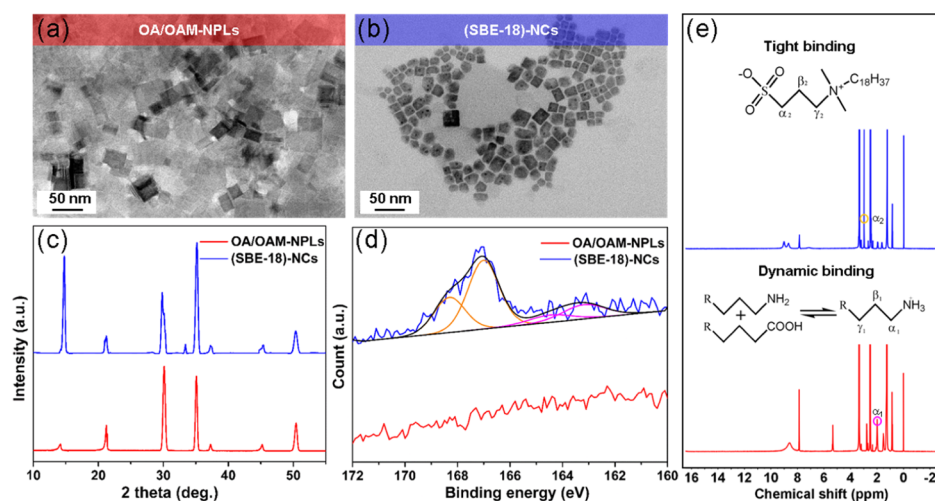 (a)
OA/OAM-NPLs
50 nm
(b)
(SBE-18)-NCs
50 nm
(c)
OA/OAM-NPLs
(SBE-18)-NCs
Intensity (a.u.)
10 20 30 40 50
2 theta (deg.)
(d)
OA/OAM-NPLs
(SBE-18)-NCs
Count (a.u.)
172 170 168 166 164 162 160
Binding energy (eV)
(e)
Tight binding
-O
O
S
O
β₂
N+
C₁₈H₃₇
α₂
γ₂
α₂
Dynamic binding
R
NH₂
+
R
COOH
β₁
R
NH₃
γ₁
α₁
α₁
16 14 12 10 8 6 4 2 0 -2
Chemical shift (ppm)